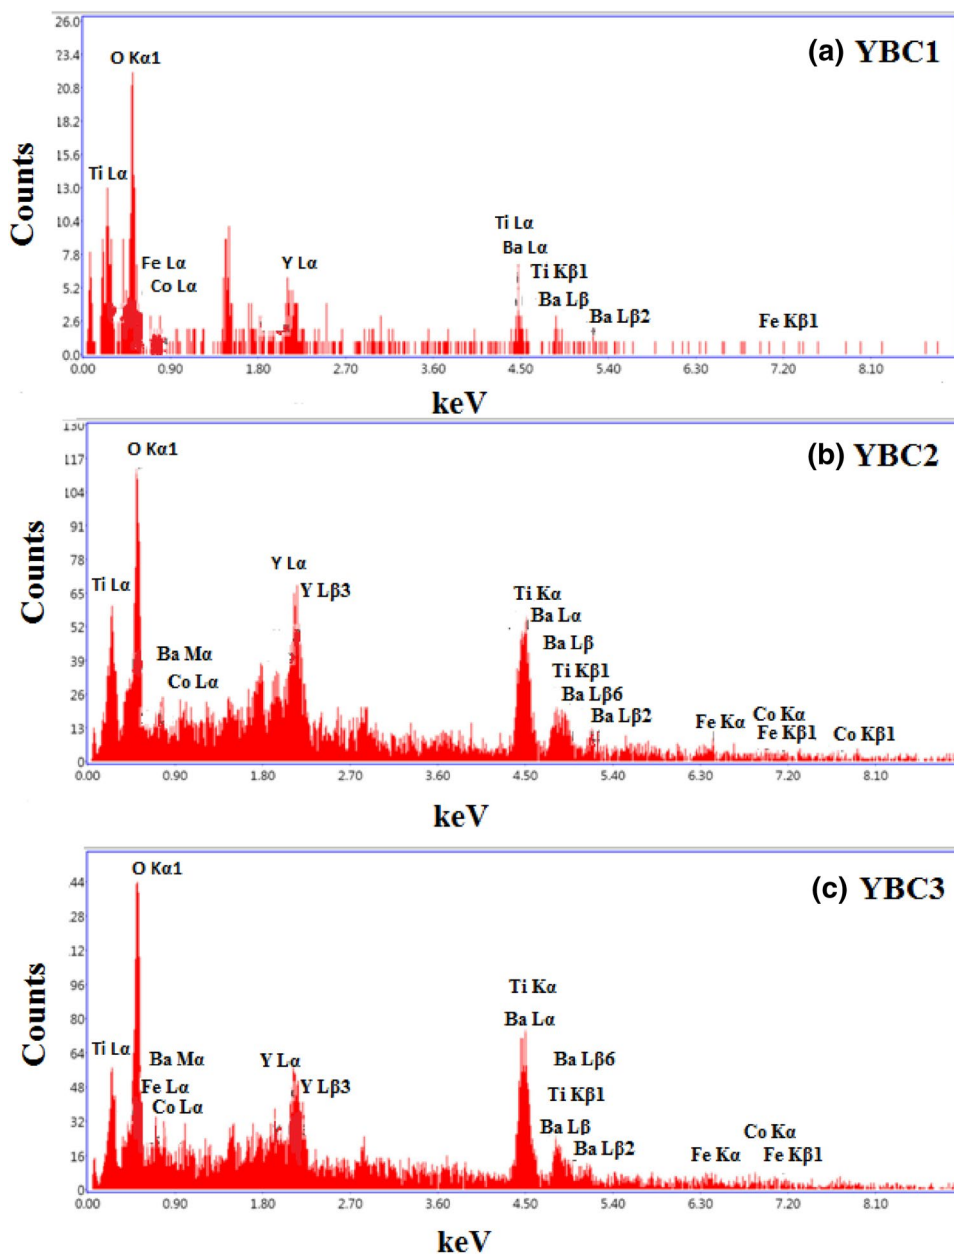 26.0
(a) YBC1
O Kα1
23.4
20.8
18.2
15.6
Ti Lα
13.0
10.4
Ti Lα
7.8
Ba Lα
Fe Lα
Y Lα
Ti Kβ1
5.2
Co Lα
Ba Lβ
2.6
Ba Lβ2
Fe Kβ1
0.0
0.00 0.90 1.80 2.70 3.60 4.50 5.40 6.30 7.20 8.10
Counts
keV
130
(b) YBC2
O Kα1
117
104
91
78
Y Lα
Ti Lα
Y Lβ3
65
Ti Kα
Ba Lα
52
Ba Lβ
Ba Mα
39
Ti Kβ1
Co Lα
Ba Lβ6
26
Ba Lβ2
Fe Kα
Co Kα
13
Fe Kβ1
Co Kβ1
0
0.00 0.90 1.80 2.70 3.60 4.50 5.40 6.30 7.20 8.10
Counts
keV
O Kα1
(c) YBC3
44
28
12
96
Ti Kα
80
Ba Lα
64
Ti Lα
Ba Mα
Y Lα
Ba Lβ6
48
Fe Lα
Y Lβ3
Ti Kβ1
Co Lα
32
Ba Lβ
Co Kα
16
Ba Lβ2
Fe Kα
Fe Kβ1
0
0.00 0.90 1.80 2.70 3.60 4.50 5.40 6.30 7.20 8.10
Counts
keV